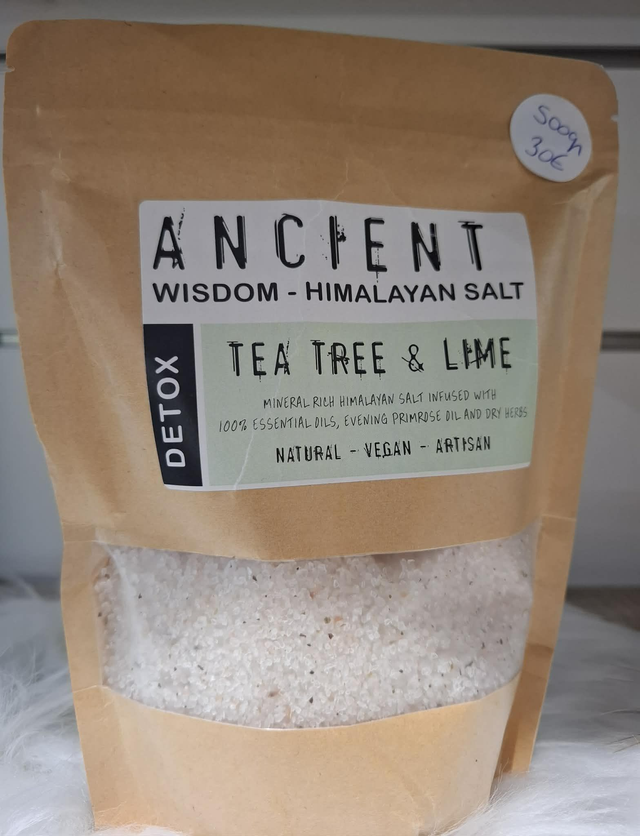 500gr
30€
ANCIENT
WISDOM - HIMALAYAN SALT
DETOX
TEA TREE & LIME
MINERAL RICH HIMALAYAN SALT INFUSED WITH
100% ESSENTIAL OILS, EVENING PRIMROSE OIL AND DRY HERBS
NATURAL - VEGAN - ARTISAN